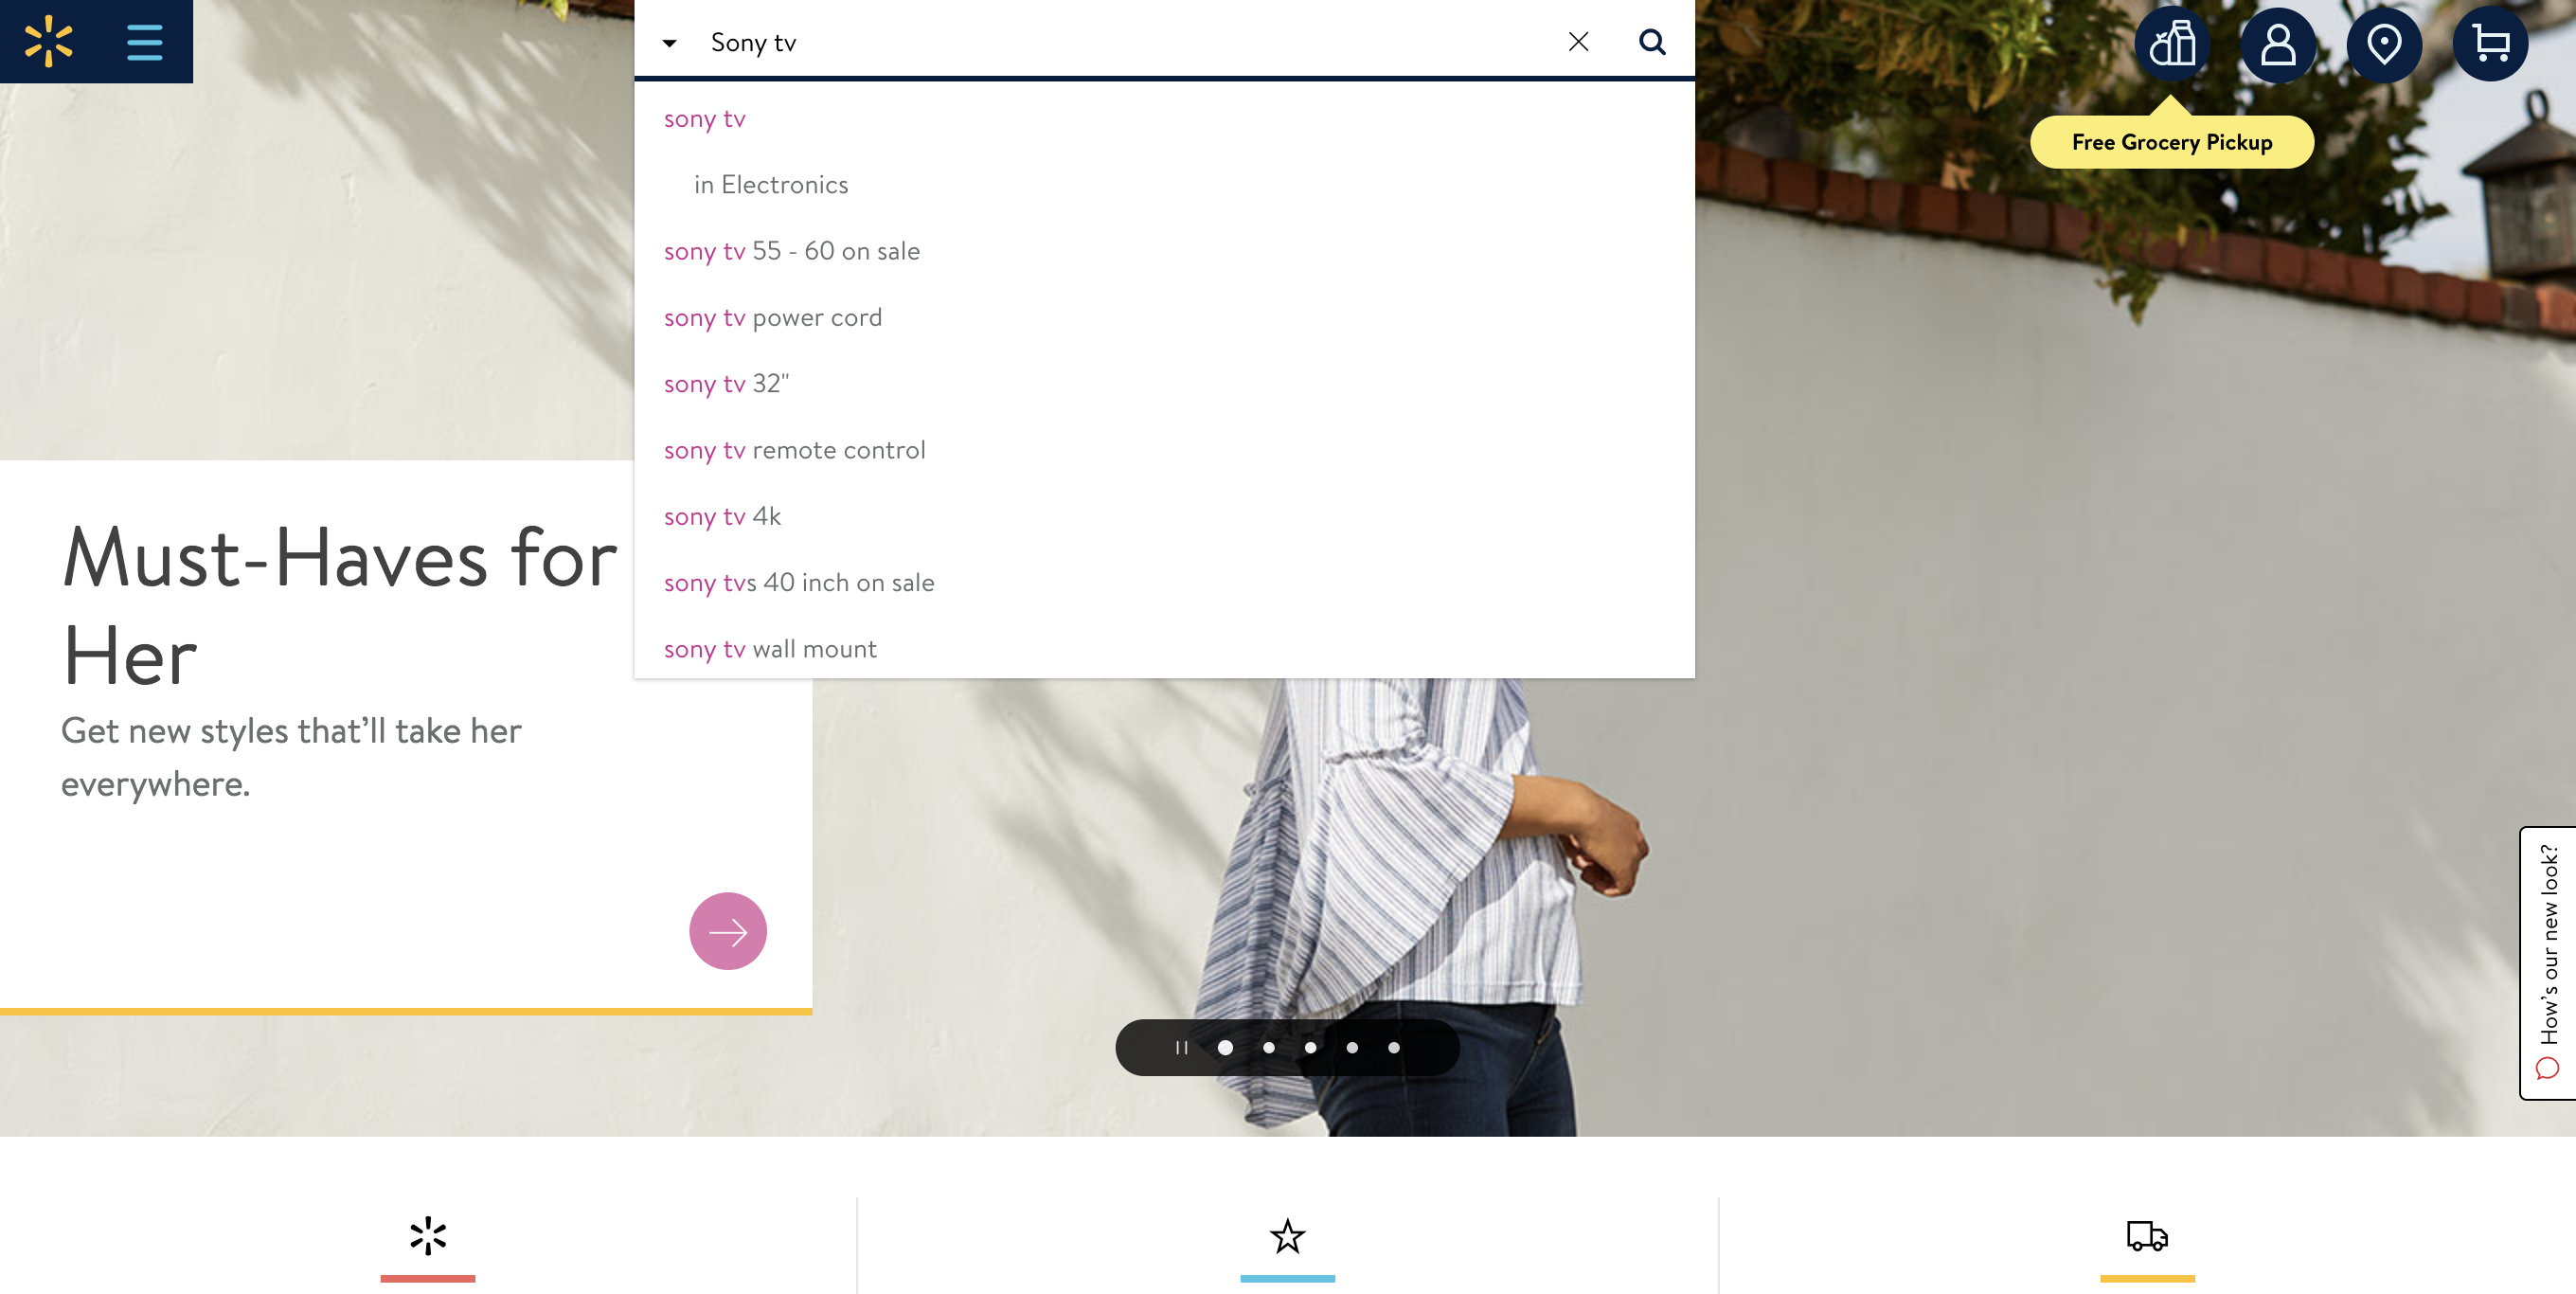 Sony tv
Free Grocery Pickup
sony tv
in Electronics
sony tv 55 - 60 on sale
sony tv power cord
sony tv 32"
sony tv remote control
sony tv 4k
sony tvs 40 inch on sale
sony tv wall mount
Must-Haves for
Her
Get new styles that’ll take her
everywhere.
How’s our new look?